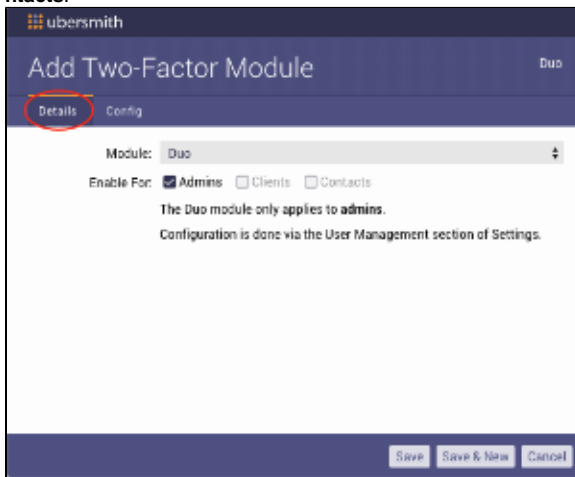 ntacts.
ubersmith
Add Two-Factor Module
Duo
Details Config
Module: Duo
Enable For: Admins Clients Contacts
The Duo module only applies to admins.
Configuration is done via the User Management section of Settings.
Save Save & New Cancel